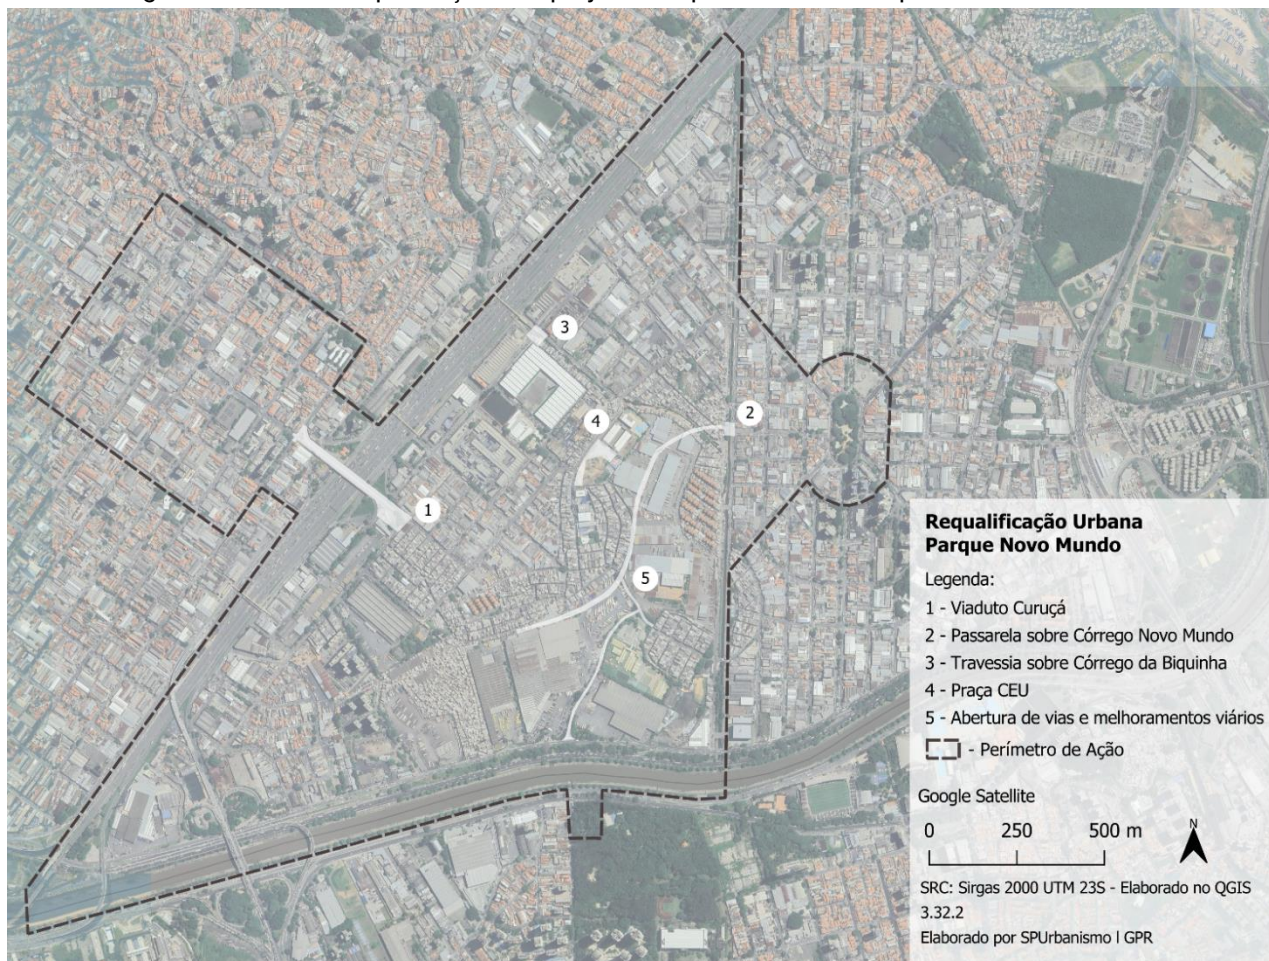 3
4
2
1
5
Requalificação Urbana
Parque Novo Mundo
Legenda:
1 - Viaduto Curuçá
2 - Passarela sobre Córrego Novo Mundo
3 - Travessia sobre Córrego da Biquinha
4 - Praça CEU
5 - Abertura de vias e melhoramentos viários
- Perímetro de Ação
Google Satellite
0 250 500 m
N
SRC: Sirgas 2000 UTM 23S - Elaborado no QGIS
3.32.2
Elaborado por SPUrbanismo l GPR